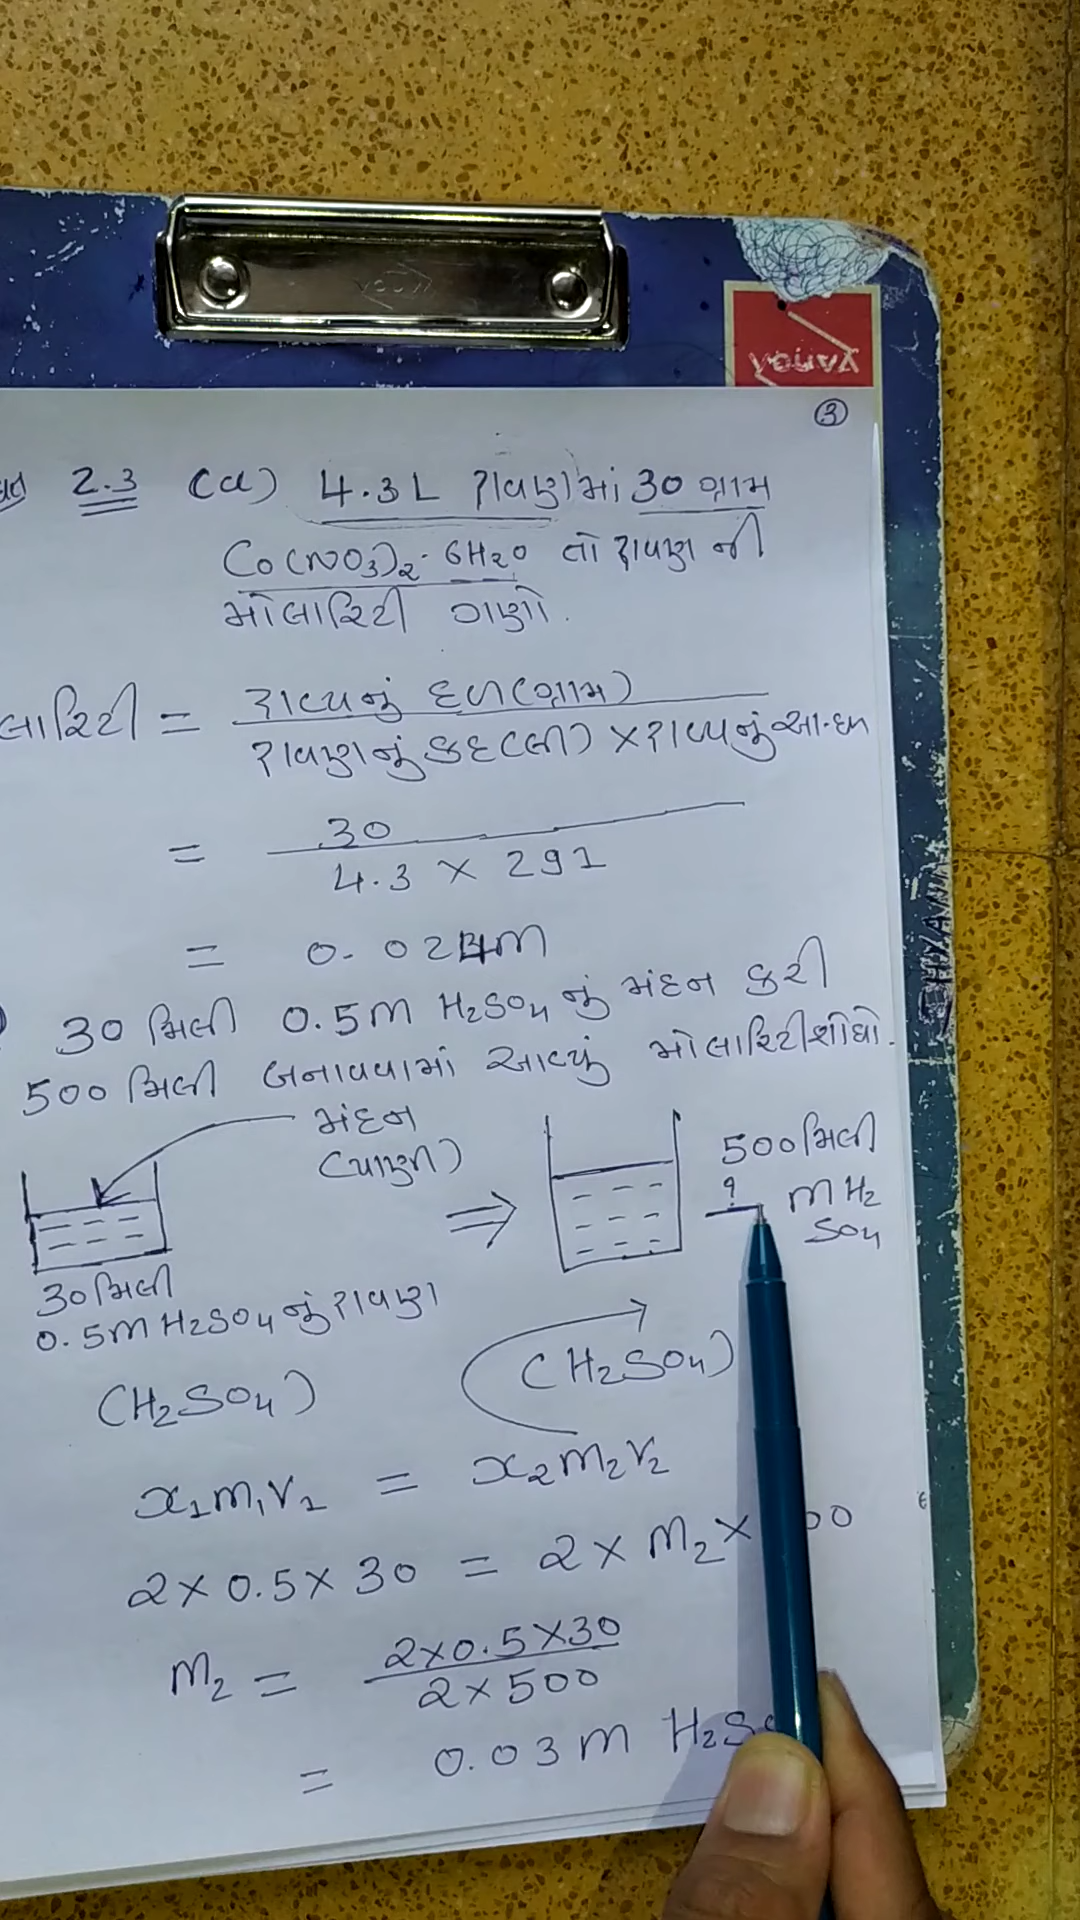 youva
youva
3
2.3 (a) 4.3L દ્રાવણમાં 30 ગ્રામ
Co(NO3)2·6H2O તો દ્રાવણ ની
મોલારિટી ગણો.
લારિટી = દ્રાવ્યનું દળ(ગ્રામ)
દ્રાવણનું કદ(લી) × દ્રાવ્યનું આ.દળ
= 30
4.3 × 291
= 0.024m
30 મિલી 0.5m H2SO4 નું મંદન કરી
500 મિલી બનાવવામાં આવ્યું મોલારિટી શોધો.
મંદન
(પાણી)
500 મિલી
? m H2
SO4
⇒
30 મિલી
0.5m H2SO4 નું દ્રાવણ
(H2SO4) (H2SO4)
x1m1V1 = x2m2V2
2 × 0.5 × 30 = 2 × m2 × 00
m2 = 2×0.5×30
2×500
= 0.03 m H2S